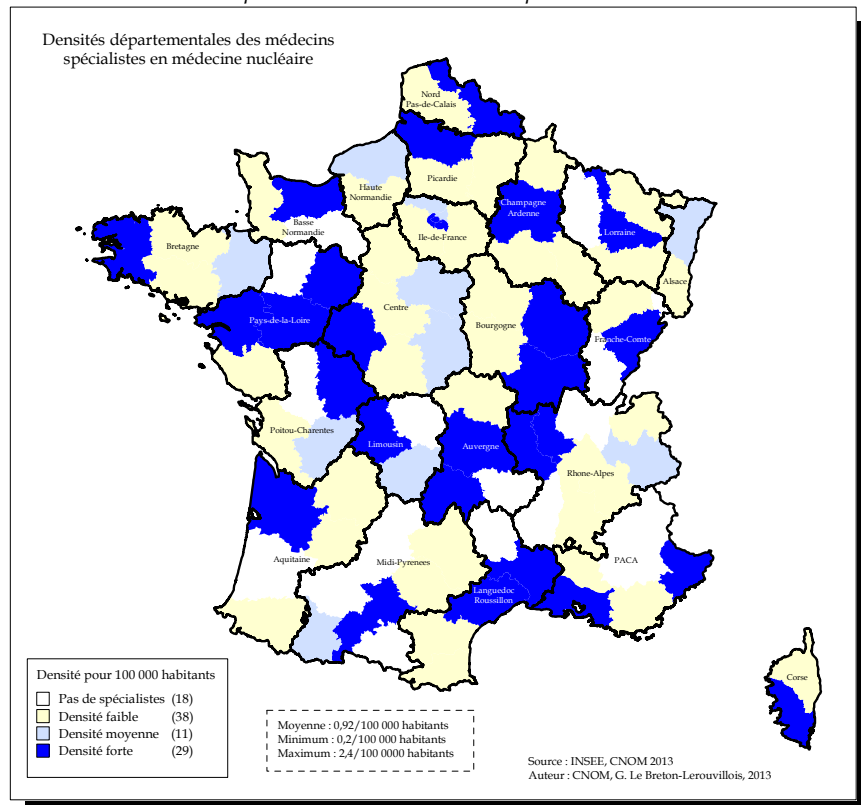 Densités départementales des médecins
spécialistes en médecine nucléaire
Nord
Pas-de-Calais
Picardie
Haute
Normandie
Basse
Normandie
Ile-de-France
Champagne
Ardenne
Lorraine
Alsace
Bretagne
Pays-de-la-Loire
Centre
Bourgogne
Franche-Comte
Poitou-Charentes
Limousin
Auvergne
Rhone-Alpes
Aquitaine
Midi-Pyrenees
Languedoc
Roussillon
PACA
Corse
Densité pour 100 000 habitants
Pas de spécialistes (18)
Densité faible (38)
Densité moyenne (11)
Densité forte (29)
Moyenne : 0,92/100 000 habitants
Minimum : 0,2/100 000 habitants
Maximum : 2,4/100 0000 habitants
Source : INSEE, CNOM 2013
Auteur : CNOM, G. Le Breton-Lerouvillois, 2013